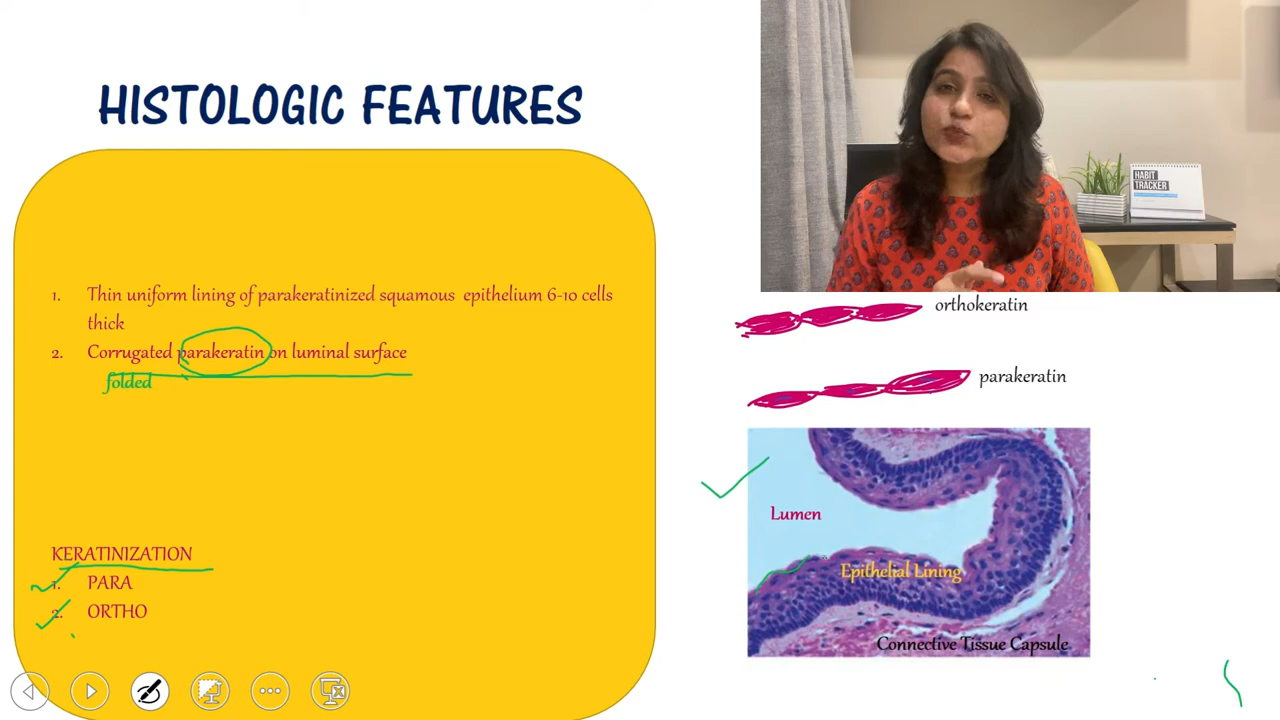 HISTOLOGIC FEATURES
1. Thin uniform lining of parakeratinized squamous epithelium 6-10 cells
thick
2. Corrugated parakeratin on luminal surface
folded
KERATINIZATION
1. PARA
2. ORTHO
HABIT
TRACKER
orthokeratin
parakeratin
Lumen
Epithelial Lining
Connective Tissue Capsule